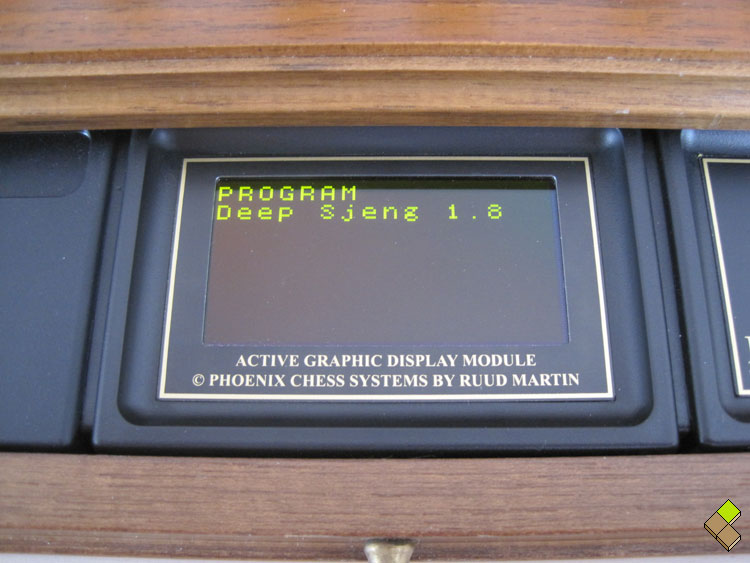 PROGRAM
Deep Sjeng 1.8
ACTIVE GRAPHIC DISPLAY MODULE
© PHOENIX CHESS SYSTEMS BY RUUD MARTIN